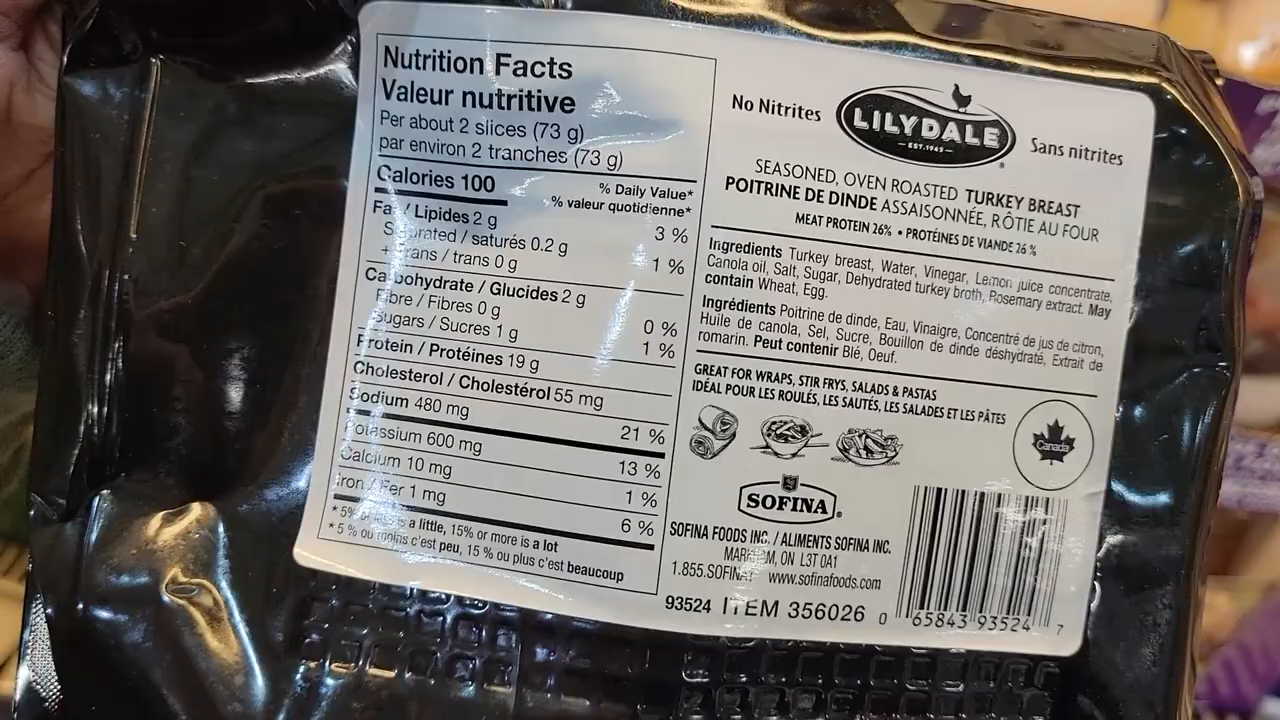 Nutrition Facts
Valeur nutritive
Per about 2 slices (73 g)
par environ 2 tranches (73 g)
Calories 100
% Daily Value*
% valeur quotidienne*
Fat / Lipides 2 g 3 %
Saturated / saturés 0.2 g
+ Trans / trans 0 g 1 %
Carbohydrate / Glucides 2 g
Fibre / Fibres 0 g 0 %
Sugars / Sucres 1 g 1 %
Protein / Protéines 19 g
Cholesterol / Cholestérol 55 mg
Sodium 480 mg 21 %
Potassium 600 mg 13 %
Calcium 10 mg 1 %
Iron / Fer 1 mg 6 %
* 5% or less is a little, 15% or more is a lot
* 5 % ou moins c'est peu, 15 % ou plus c'est beaucoup
No Nitrites
LILYDALE
EST.1945
®
Sans nitrites
SEASONED, OVEN ROASTED TURKEY BREAST
POITRINE DE DINDE ASSAISONNÉE, RÔTIE AU FOUR
MEAT PROTEIN 26% • PROTÉINES DE VIANDE 26 %
Ingredients Turkey breast, Water, Vinegar, Lemon juice concentrate,
Canola oil, Salt, Sugar, Dehydrated turkey broth, Rosemary extract. May
contain Wheat, Egg.
Ingrédients Poitrine de dinde, Eau, Vinaigre, Concentré de jus de citron,
Huile de canola, Sel, Sucre, Bouillon de dinde déshydraté, Extrait de
romarin. Peut contenir Blé, Oeuf.
GREAT FOR WRAPS, STIR FRYS, SALADS & PASTAS
IDÉAL POUR LES ROULÉS, LES SAUTÉS, LES SALADES ET LES PÂTES
Canada
SOFINA®
SOFINA FOODS INC. / ALIMENTS SOFINA INC.
MARKHAM, ON L3T 0A1
1.855.SOFINA1 www.sofinafoods.com
93524 ITEM 356026
0 65843 93524 7